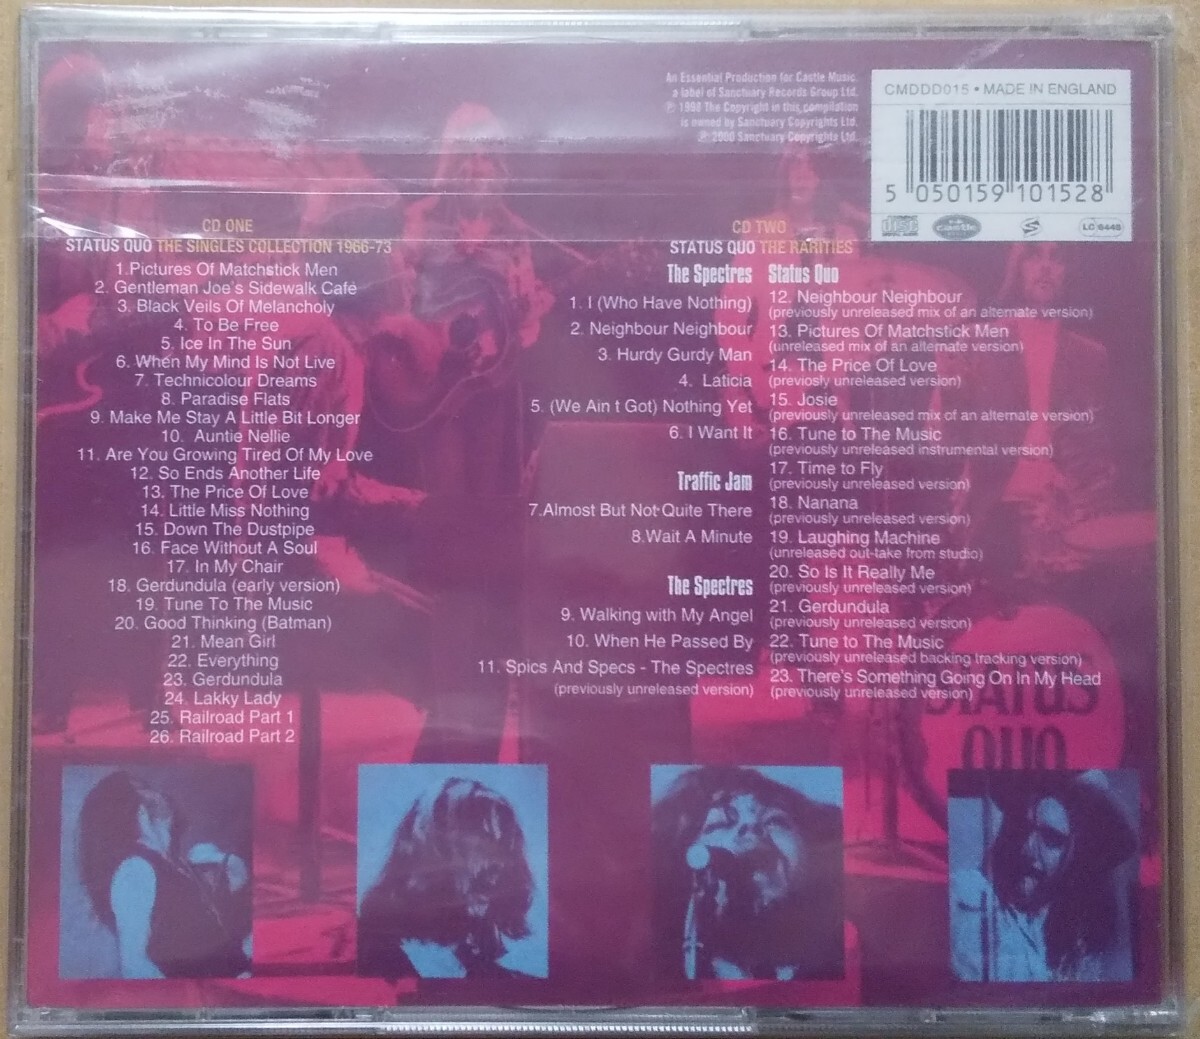 An Essential Production for Castle Music.
a label of Sanctuary Records Group Ltd.
℗ 1998 The Copyright in this compilation
is owned by Sanctuary Copyrights Ltd.
℗ 2000 Sanctuary Copyrights Ltd.
CMDDD015 • MADE IN ENGLAND
5 050159 101528
disc
DIGITAL AUDIO
castle
S
LC 6448
CD ONE
STATUS QUO THE SINGLES COLLECTION 1966-73
1.Pictures Of Matchstick Men
2. Gentleman Joe's Sidewalk Café
3. Black Veils Of Melancholy
4. To Be Free
5. Ice In The Sun
6. When My Mind Is Not Live
7. Technicolour Dreams
8. Paradise Flats
9. Make Me Stay A Little Bit Longer
10. Auntie Nellie
11. Are You Growing Tired Of My Love
12. So Ends Another Life
13. The Price Of Love
14. Little Miss Nothing
15. Down The Dustpipe
16. Face Without A Soul
17. In My Chair
18. Gerdundula (early version)
19. Tune To The Music
20. Good Thinking (Batman)
21. Mean Girl
22. Everything
23. Gerdundula
24. Lakky Lady
25. Railroad Part 1
26. Railroad Part 2
CD TWO
STATUS QUO THE RARITIES
The Spectres
1. I (Who Have Nothing)
2. Neighbour Neighbour
3. Hurdy Gurdy Man
4. Laticia
5. (We Ain t Got) Nothing Yet
6. I Want It
Traffic Jam
7.Almost But Not Quite There
8.Wait A Minute
The Spectres
9. Walking with My Angel
10. When He Passed By
11. Spics And Specs - The Spectres
(previously unreleased version)
Status Quo
12. Neighbour Neighbour
(previously unreleased mix of an alternate version)
13. Pictures Of Matchstick Men
(unreleased mix of an alternate version)
14. The Price Of Love
(previosly unreleased version)
15. Josie
(previously unreleased mix of an alternate version)
16. Tune to The Music
(previously unreleased instrumental version)
17. Time to Fly
(previously unreleased version)
18. Nanana
(previously unreleased version)
19. Laughing Machine
(unreleased out-take from studio)
20. So Is It Really Me
(previously unreleased version)
21. Gerdundula
(previously unreleased version)
22. Tune to The Music
(previously unreleased backing tracking version)
23. There's Something Going On In My Head
(previously unreleased version)
STATUS
QUO